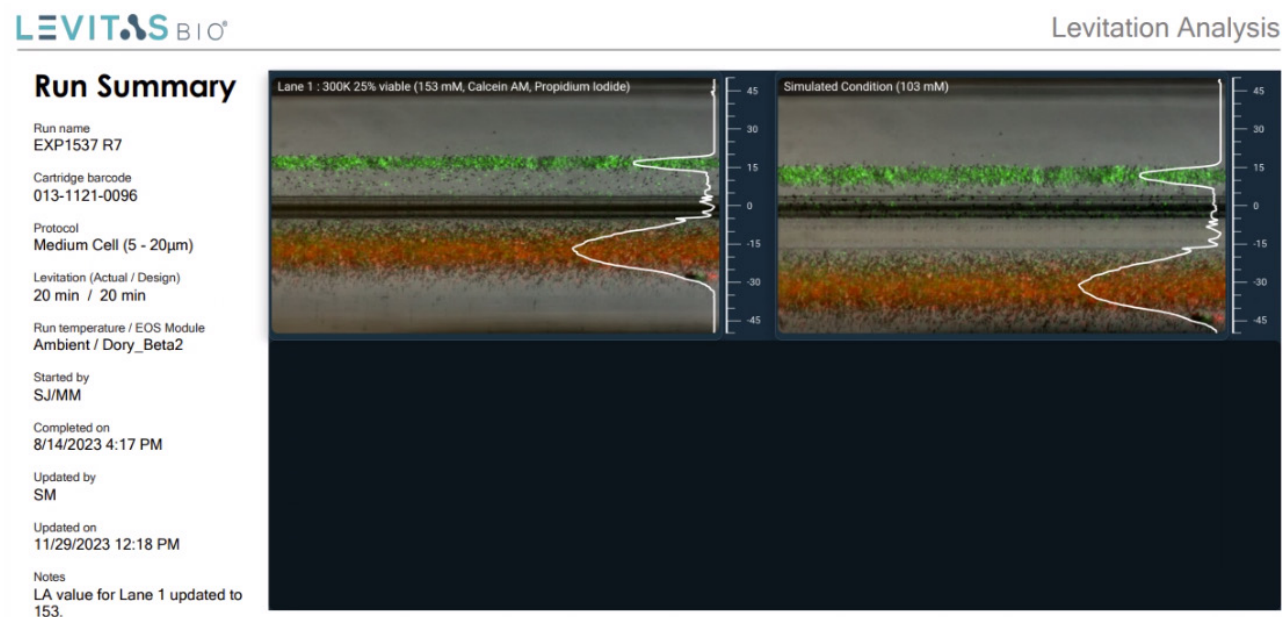 LEVITAS BIO®
Levitation Analysis
Run Summary
Run name
EXP1537 R7
Cartridge barcode
013-1121-0096
Protocol
Medium Cell (5 - 20µm)
Levitation (Actual / Design)
20 min / 20 min
Run temperature / EOS Module
Ambient / Dory_Beta2
Started by
SJ/MM
Completed on
8/14/2023 4:17 PM
Updated by
SM
Updated on
11/29/2023 12:18 PM
Notes
LA value for Lane 1 updated to
153.
Lane 1 : 300K 25% viable (153 mM, Calcein AM, Propidium Iodide)
45
30
15
0
-15
-30
-45
Simulated Condition (103 mM)
45
30
15
0
-15
-30
-45